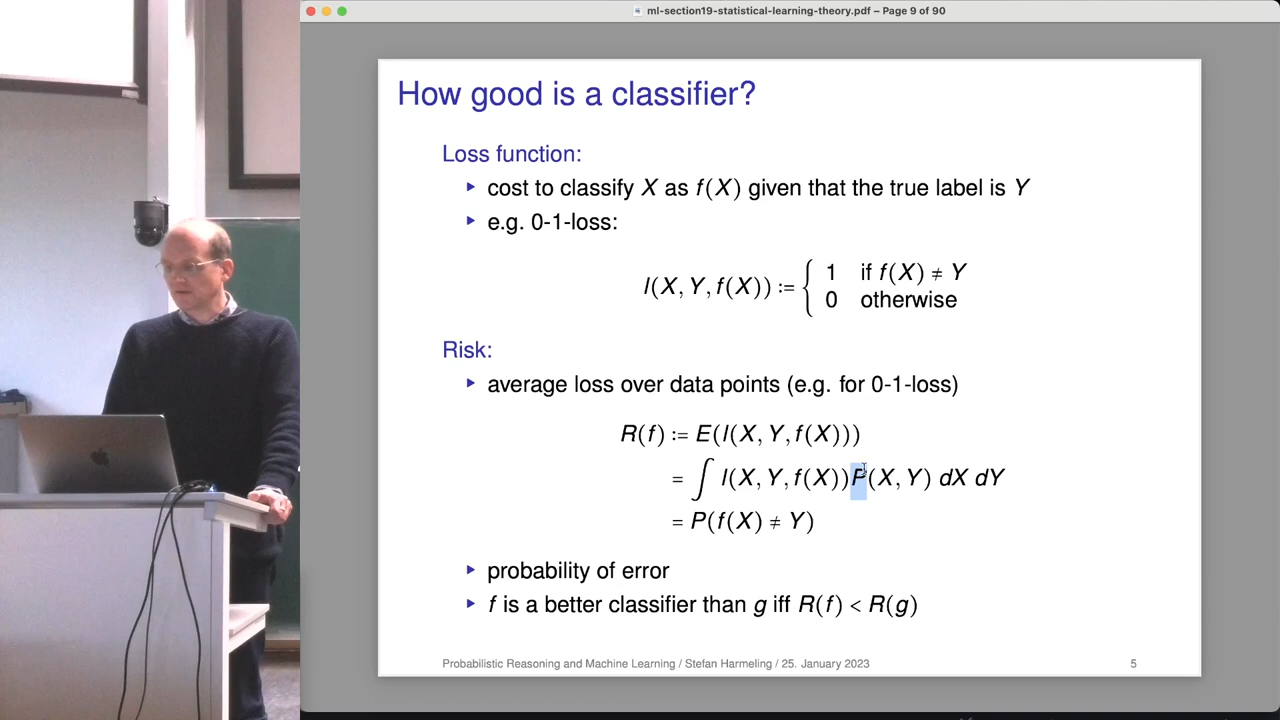 ml-section19-statistical-learning-theory.pdf – Page 9 of 90
How good is a classifier?
Loss function:
▸ cost to classify X as f(X) given that the true label is Y
▸ e.g. 0-1-loss:
l(X, Y, f(X)) := { 1 if f(X) ≠ Y
0 otherwise
Risk:
▸ average loss over data points (e.g. for 0-1-loss)
R(f) := E(l(X, Y, f(X)))
= ∫ l(X, Y, f(X))P(X, Y) dX dY
= P(f(X) ≠ Y)
▸ probability of error
▸ f is a better classifier than g iff R(f) < R(g)
Probabilistic Reasoning and Machine Learning / Stefan Harmeling / 25. January 2023 5